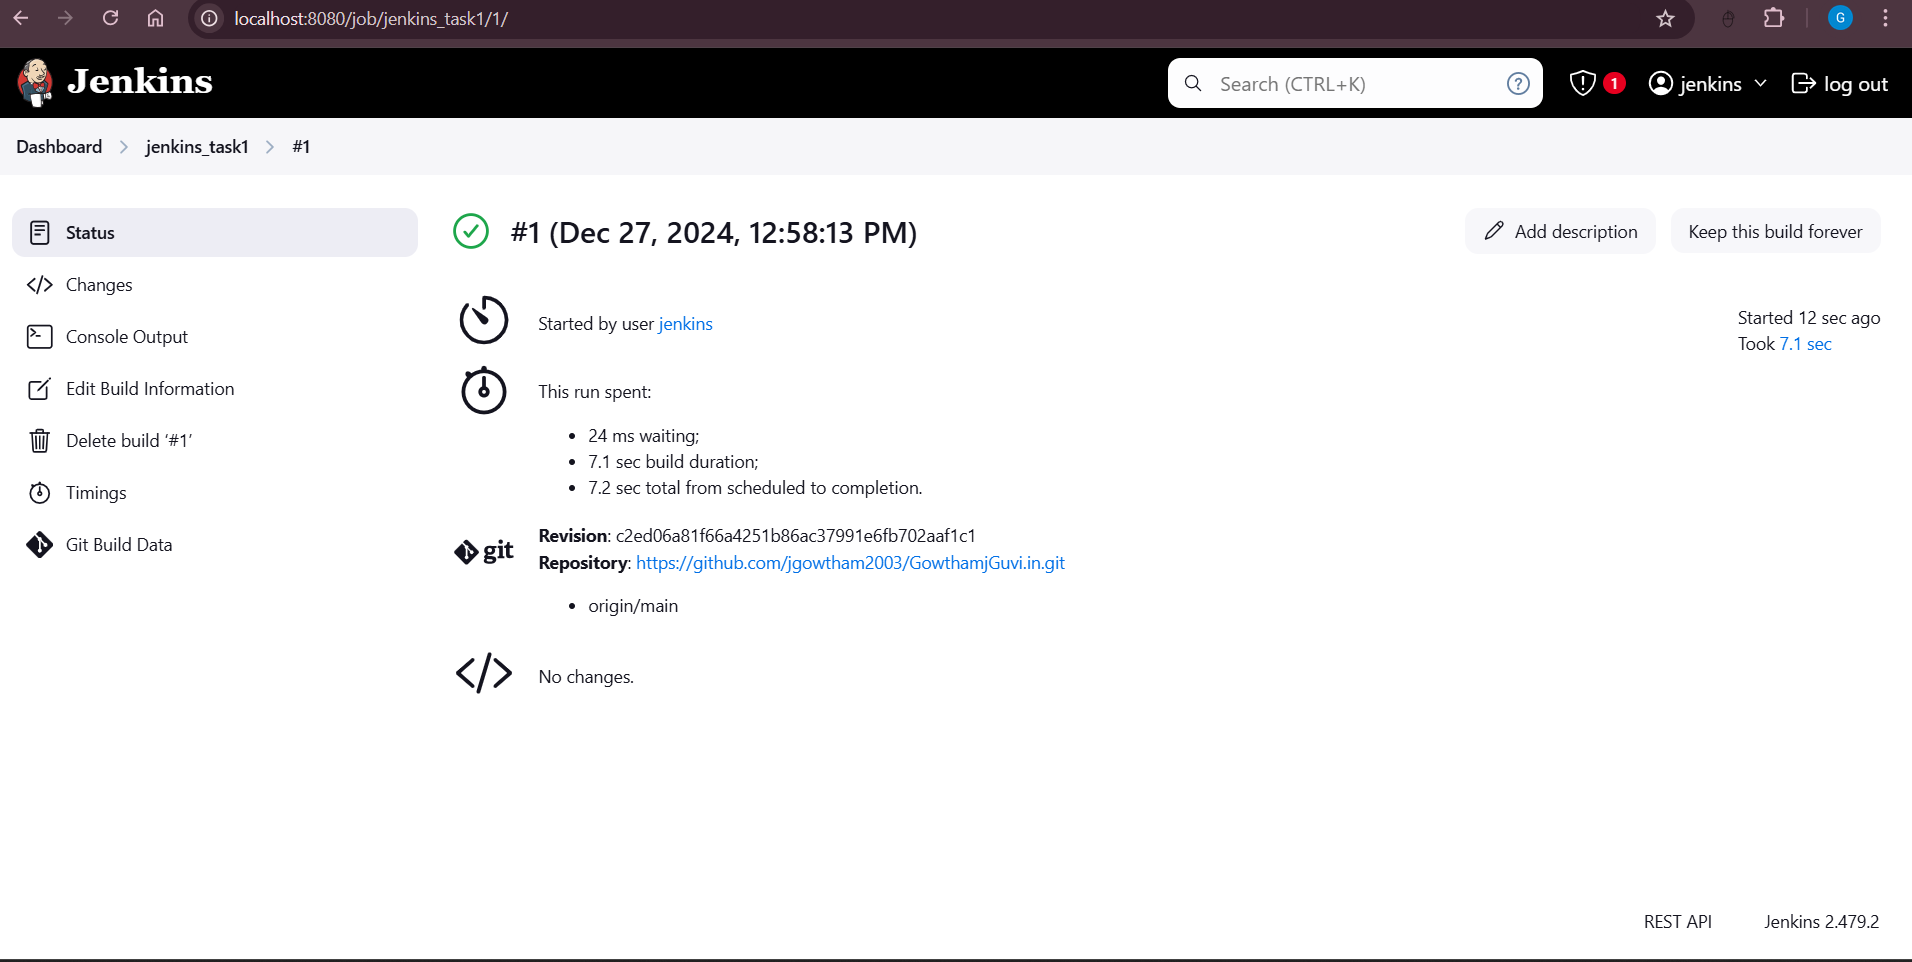 localhost:8080/job/jenkins_task1/1/
G
Jenkins
Search (CTRL+K)
?
1
jenkins
log out
Dashboard > jenkins_task1 > #1
Status
Changes
Console Output
Edit Build Information
Delete build ‘#1’
Timings
Git Build Data
#1 (Dec 27, 2024, 12:58:13 PM)
Add description
Keep this build forever
Started by user jenkins
Started 12 sec ago
Took 7.1 sec
This run spent:
• 24 ms waiting;
• 7.1 sec build duration;
• 7.2 sec total from scheduled to completion.
git
Revision: c2ed06a81f66a4251b86ac37991e6fb702aaf1c1
Repository: https://github.com/jgowtham2003/GowthamjGuvi.in.git
• origin/main
</> No changes.
REST API
Jenkins 2.479.2